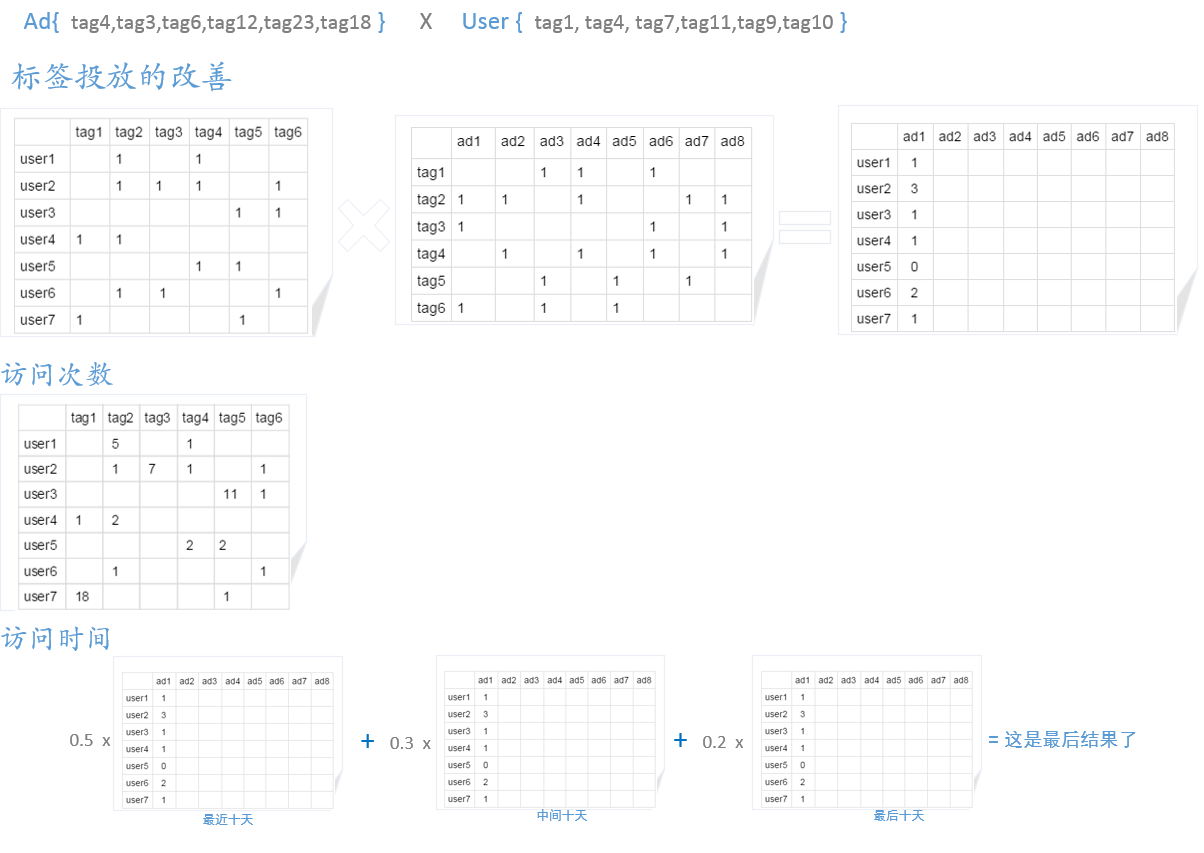 Ad{ tag4,tag3,tag6,tag12,tag23,tag18 } X User { tag1, tag4, tag7,tag11,tag9,tag10 }
标签投放的改善
tag1 tag2 tag3 tag4 tag5 tag6
user1 1 1
user2 1 1 1 1
user3 1 1
user4 1 1
user5 1 1
user6 1 1 1
user7 1 1
ad1 ad2 ad3 ad4 ad5 ad6 ad7 ad8
tag1 1 1 1
tag2 1 1 1 1 1
tag3 1 1 1
tag4 1 1 1 1
tag5 1 1 1
tag6 1 1 1
ad1 ad2 ad3 ad4 ad5 ad6 ad7 ad8
user1 1
user2 3
user3 1
user4 1
user5 0
user6 2
user7 1
访问次数
tag1 tag2 tag3 tag4 tag5 tag6
user1 5 1
user2 1 7 1 1
user3 11 1
user4 1 2
user5 2 2
user6 1 1
user7 18 1
访问时间
0.5 x
ad1 ad2 ad3 ad4 ad5 ad6 ad7 ad8
user1 1
user2 3
user3 1
user4 1
user5 0
user6 2
user7 1
最近十天
+ 0.3 x
ad1 ad2 ad3 ad4 ad5 ad6 ad7 ad8
user1 1
user2 3
user3 1
user4 1
user5 0
user6 2
user7 1
中间十天
+ 0.2 x
ad1 ad2 ad3 ad4 ad5 ad6 ad7 ad8
user1 1
user2 3
user3 1
user4 1
user5 0
user6 2
user7 1
最后十天
= 这是最后结果了